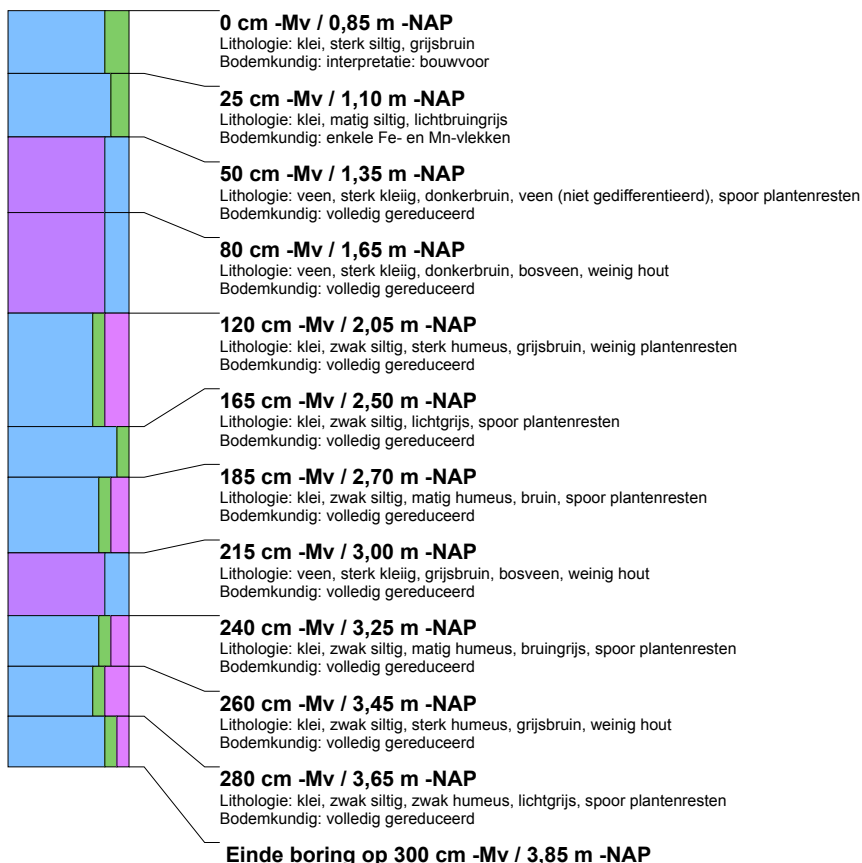 0 cm -Mv / 0,85 m -NAP
Lithologie: klei, sterk siltig, grijsbruin
Bodemkundig: interpretatie: bouwvoor
25 cm -Mv / 1,10 m -NAP
Lithologie: klei, matig siltig, lichtbruingrijs
Bodemkundig: enkele Fe- en Mn-vlekken
50 cm -Mv / 1,35 m -NAP
Lithologie: veen, sterk kleiig, donkerbruin, veen (niet gedifferentieerd), spoor plantenresten
Bodemkundig: volledig gereduceerd
80 cm -Mv / 1,65 m -NAP
Lithologie: veen, sterk kleiig, donkerbruin, bosveen, weinig hout
Bodemkundig: volledig gereduceerd
120 cm -Mv / 2,05 m -NAP
Lithologie: klei, zwak siltig, sterk humeus, grijsbruin, weinig plantenresten
Bodemkundig: volledig gereduceerd
165 cm -Mv / 2,50 m -NAP
Lithologie: klei, zwak siltig, lichtgrijs, spoor plantenresten
Bodemkundig: volledig gereduceerd
185 cm -Mv / 2,70 m -NAP
Lithologie: klei, zwak siltig, matig humeus, bruin, spoor plantenresten
Bodemkundig: volledig gereduceerd
215 cm -Mv / 3,00 m -NAP
Lithologie: veen, sterk kleiig, grijsbruin, bosveen, weinig hout
Bodemkundig: volledig gereduceerd
240 cm -Mv / 3,25 m -NAP
Lithologie: klei, zwak siltig, matig humeus, bruingrijs, spoor plantenresten
Bodemkundig: volledig gereduceerd
260 cm -Mv / 3,45 m -NAP
Lithologie: klei, zwak siltig, sterk humeus, grijsbruin, weinig hout
Bodemkundig: volledig gereduceerd
280 cm -Mv / 3,65 m -NAP
Lithologie: klei, zwak siltig, zwak humeus, lichtgrijs, spoor plantenresten
Bodemkundig: volledig gereduceerd
Einde boring op 300 cm -Mv / 3,85 m -NAP